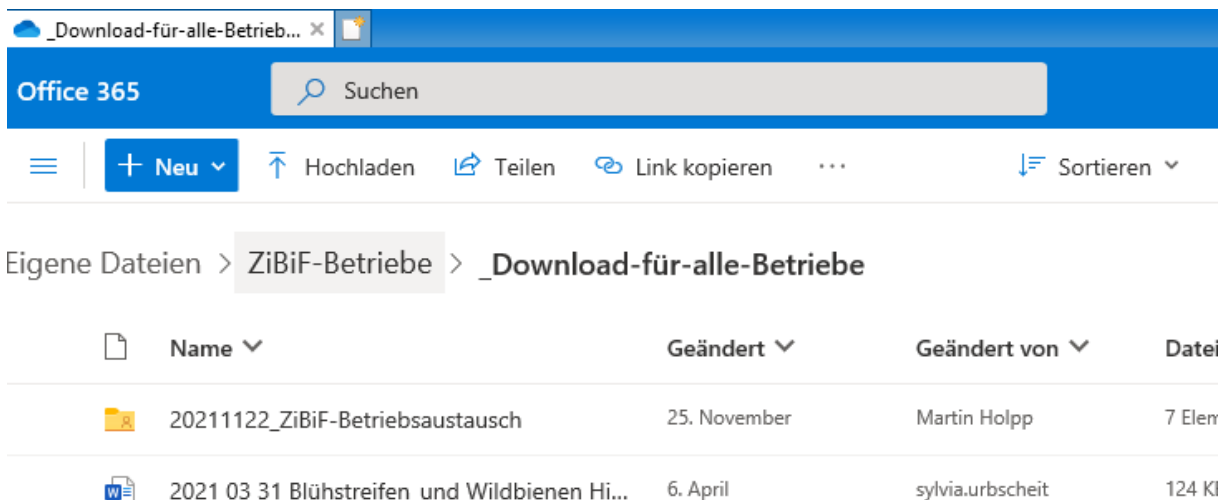 _Download-für-alle-Betrieb...
Office 365 Suchen
Neu Hochladen Teilen Link kopieren ... Sortieren
Eigene Dateien > ZiBiF-Betriebe > _Download-für-alle-Betriebe
Name Geändert Geändert von Datei
20211122_ZiBiF-Betriebsaustausch 25. November Martin Holpp 7 Elem
2021 03 31 Blühstreifen und Wildbienen Hi... 6. April sylvia.urbscheit 124 KB